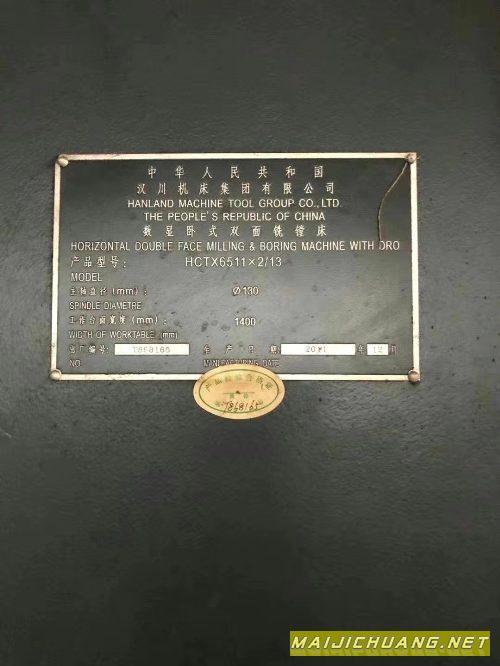 中华人民共和国
汉川机床集团有限公司
HANLAND MACHINE TOOL GROUP CO., LTD.
THE PEOPLE'S REPUBLIC OF CHINA
数显卧式双面铣镗床
HORIZONTAL DOUBLE FACE MILLING & BORING MACHINE WITH DRO
产品型号: HCTX6511×2/13
MODEL
主轴直径(mm): Ø130
SPINDLE DIAMETRE
工作台面宽度(mm): 1400
WIDTH OF WORKTABLE (mm)
出厂编号: 7868165 生产日期: 年 12 月
NO. MANUFACTURING DATE
7868165
MAIJICHUANG.NET